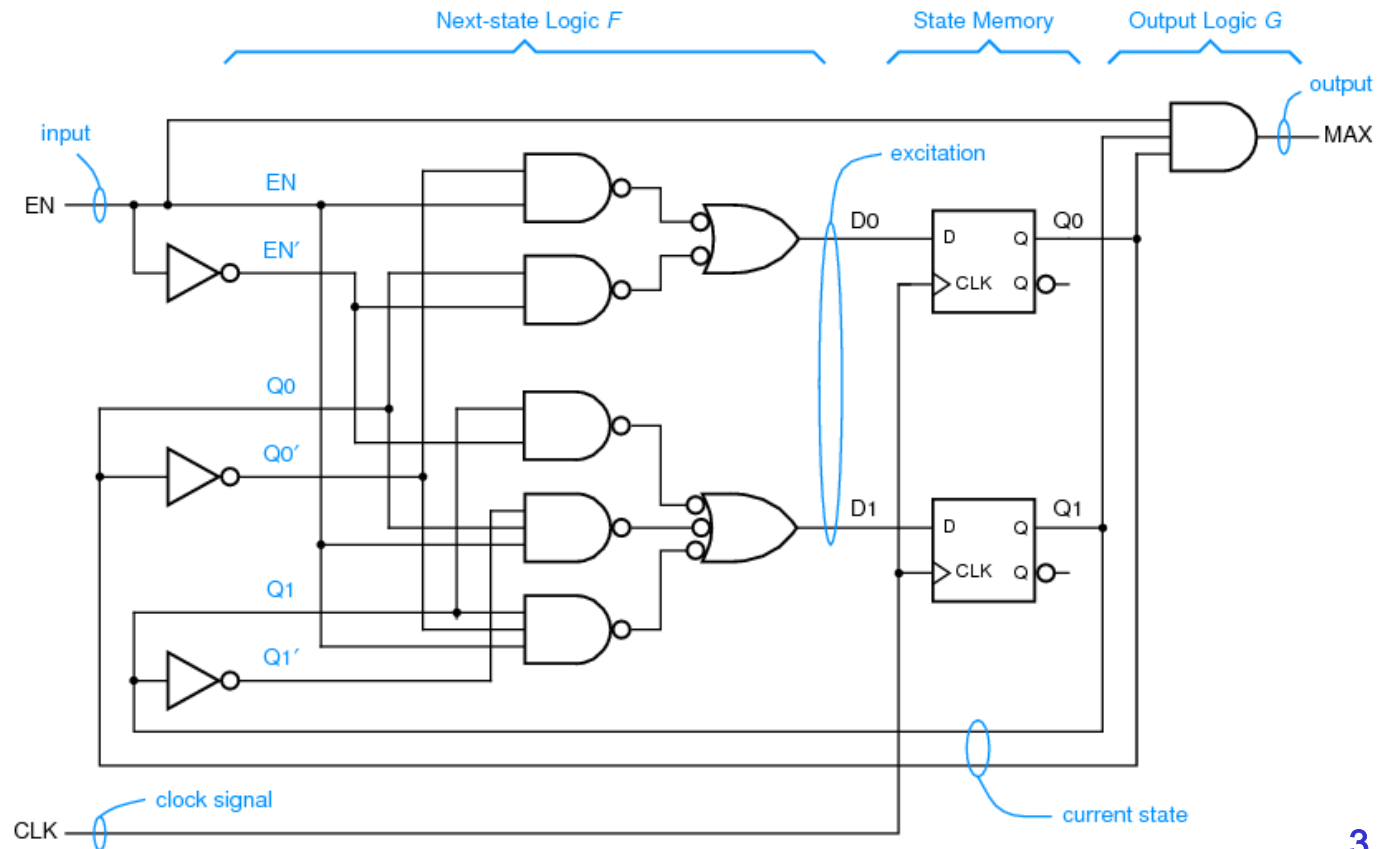 Next-state Logic F
State Memory
Output Logic G
output
input
MAX
excitation
EN
EN
D0
Q0
D
Q
EN′
CLK
Q
Q0
Q0′
D1
Q1
D
Q
CLK
Q
Q1
Q1′
clock signal
current state
CLK
3